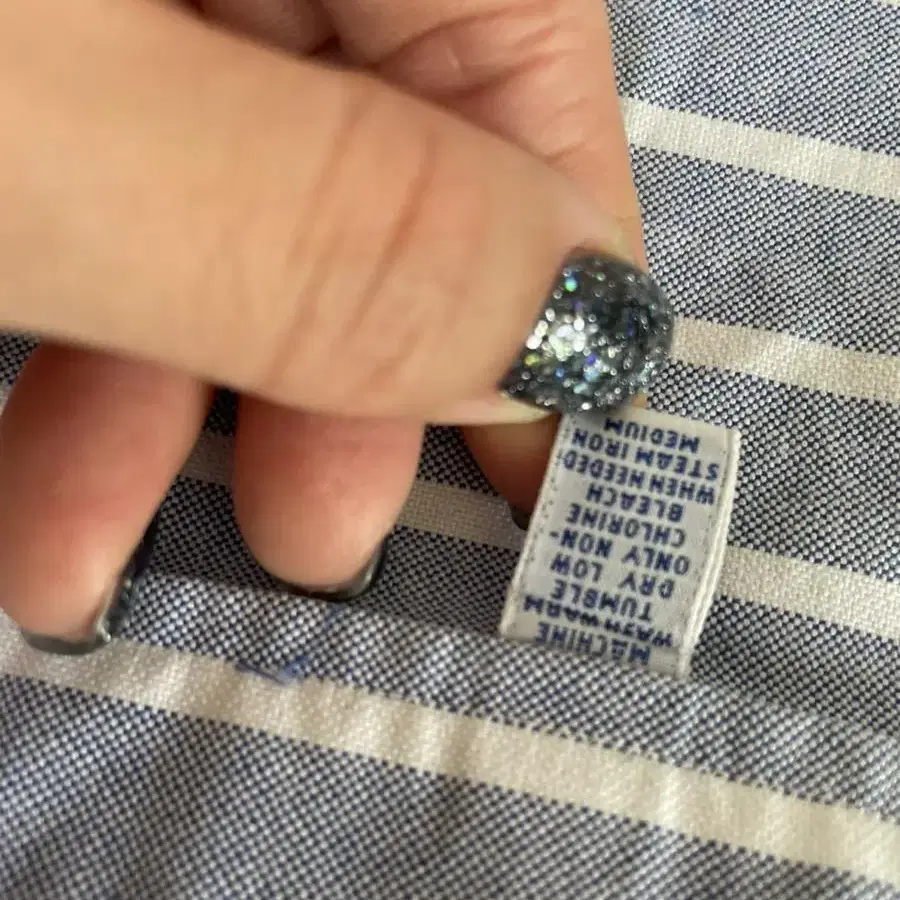 MACHINE
WASH WARM
TUMBLE
DRY LOW
ONLY NON-
CHLORINE
BLEACH
WHEN NEEDED
STEAM IRON
MEDIUM